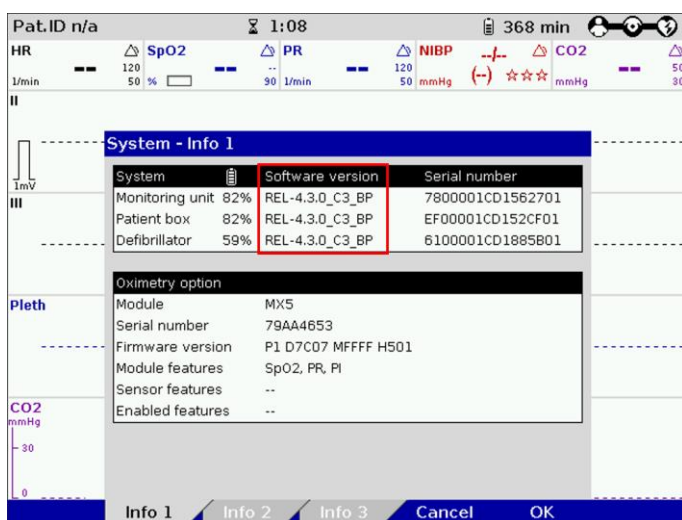 Pat.ID n/a 1:08 368 min
HR 120 50 1/min --
SpO2 -- 90 % --
PR 120 50 1/min --
NIBP mmHg --/-- (--) ☆☆☆
CO2 50 30 mmHg --
II
1mV
III
Pleth
CO2
mmHg
30
0
System - Info 1
System Software version Serial number
Monitoring unit 82% REL-4.3.0_C3_BP 7800001CD1562701
Patient box 82% REL-4.3.0_C3_BP EF00001CD152CF01
Defibrillator 59% REL-4.3.0_C3_BP 6100001CD1885B01
Oximetry option
Module MX5
Serial number 79AA4653
Firmware version P1 D7C07 MFFFF H501
Module features SpO2, PR, PI
Sensor features --
Enabled features --
Info 1 Info 2 Info 3 Cancel OK